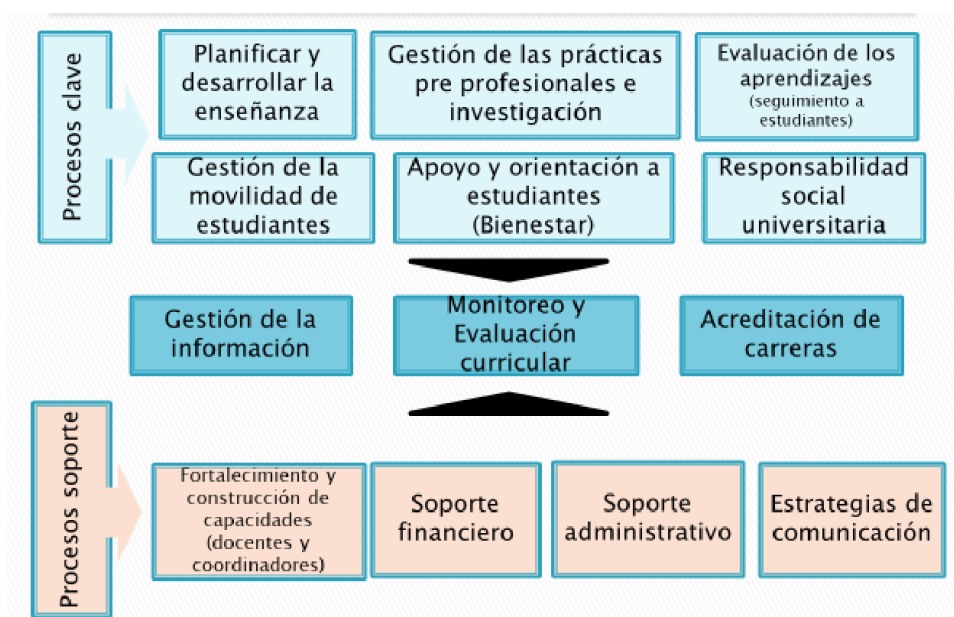 Procesos clave
Planificar y
desarrollar la
enseñanza
Gestión de las prácticas
pre profesionales e
investigación
Evaluación de los
aprendizajes
(seguimiento a
estudiantes)
Gestión de la
movilidad de
estudiantes
Apoyo y orientación a
estudiantes
(Bienestar)
Responsabilidad
social
universitaria
Gestión de la
información
Monitoreo y
Evaluación
curricular
Acreditación de
carreras
Procesos soporte
Fortalecimiento y
construcción de
capacidades
(docentes y
coordinadores)
Soporte
financiero
Soporte
administrativo
Estrategias de
comunicación